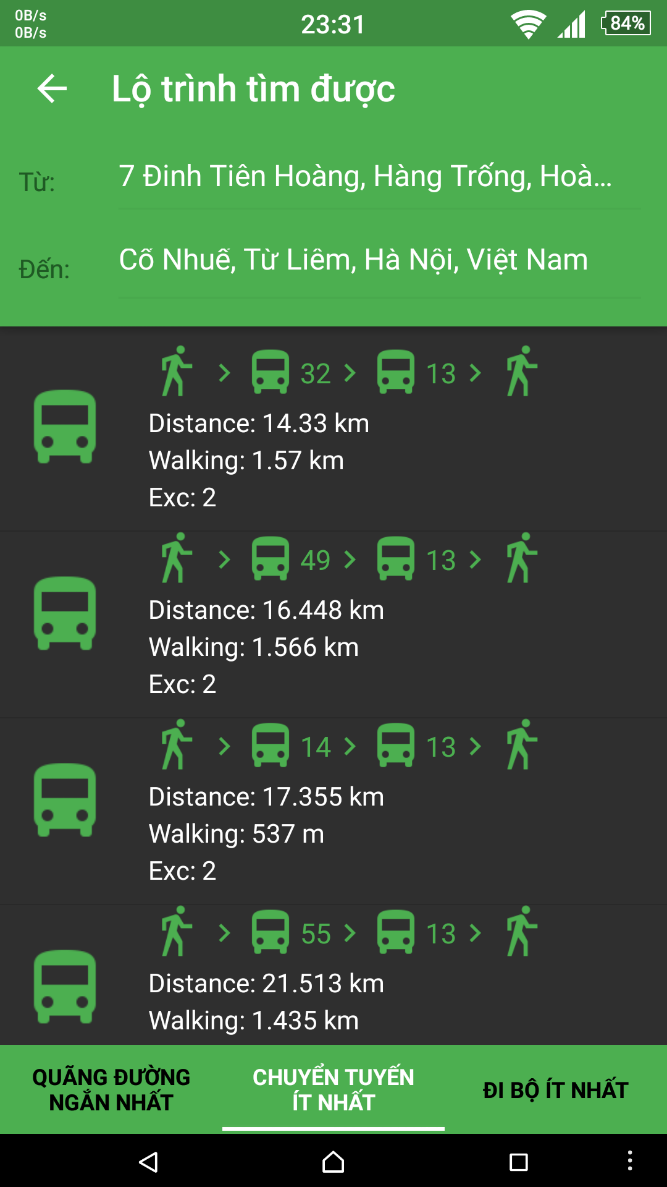 0B/s
0B/s
23:31
84%
Lộ trình tìm được
Từ:
7 Đinh Tiên Hoàng, Hàng Trống, Hoà...
Đến:
Cổ Nhuế, Từ Liêm, Hà Nội, Việt Nam
> 32 > 13 >
Distance: 14.33 km
Walking: 1.57 km
Exc: 2
> 49 > 13 >
Distance: 16.448 km
Walking: 1.566 km
Exc: 2
> 14 > 13 >
Distance: 17.355 km
Walking: 537 m
Exc: 2
> 55 > 13 >
Distance: 21.513 km
Walking: 1.435 km
QUÃNG ĐƯỜNG
NGẮN NHẤT
CHUYỂN TUYẾN
ÍT NHẤT
ĐI BỘ ÍT NHẤT